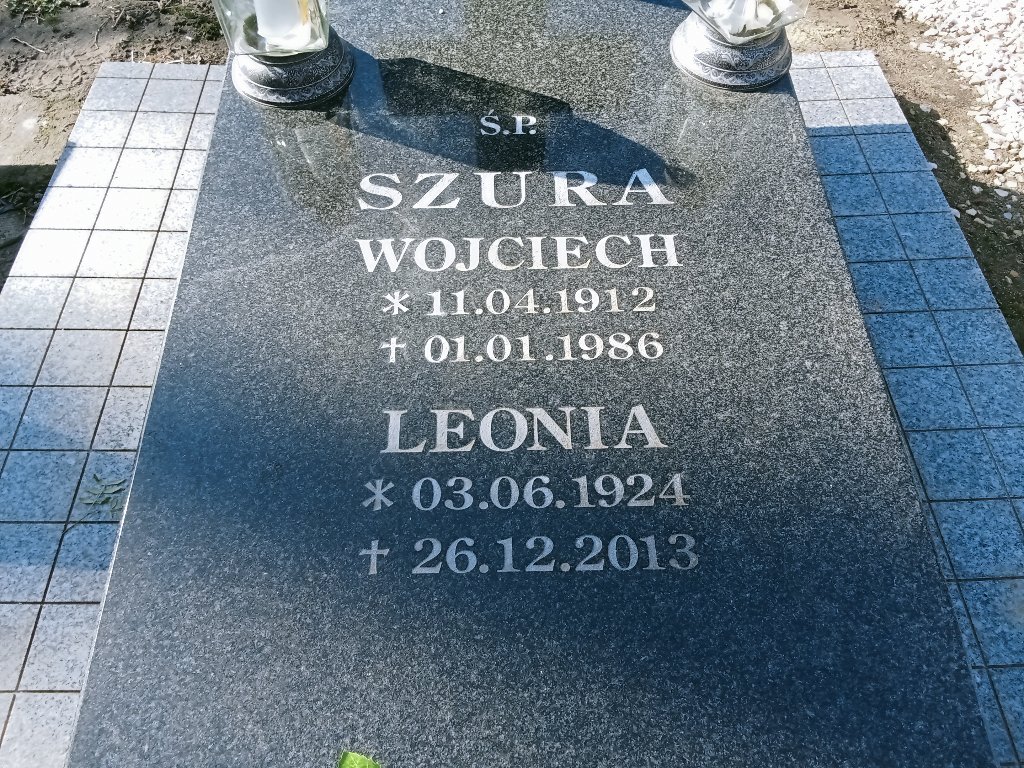 Ś.P.
SZURA
WOJCIECH
* 11.04.1912
† 01.01.1986
LEONIA
* 03.06.1924
† 26.12.2013